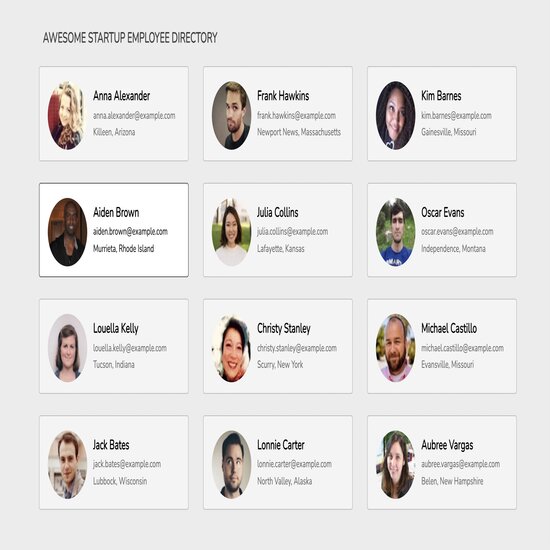 AWESOME STARTUP EMPLOYEE DIRECTORY
Anna Alexander
anna.alexander@example.com
Killeen, Arizona
Frank Hawkins
frank.hawkins@example.com
Newport News, Massachusetts
Kim Barnes
kim.barnes@example.com
Gainesville, Missouri
Aiden Brown
aiden.brown@example.com
Murrieta, Rhode Island
Julia Collins
julia.collins@example.com
Lafayette, Kansas
Oscar Evans
oscar.evans@example.com
Independence, Montana
Louella Kelly
louella.kelly@example.com
Tucson, Indiana
Christy Stanley
christy.stanley@example.com
Scurry, New York
Michael Castillo
michael.castillo@example.com
Evansville, Missouri
Jack Bates
jack.bates@example.com
Lubbock, Wisconsin
Lonnie Carter
lonnie.carter@example.com
North Valley, Alaska
Aubree Vargas
aubree.vargas@example.com
Belen, New Hampshire